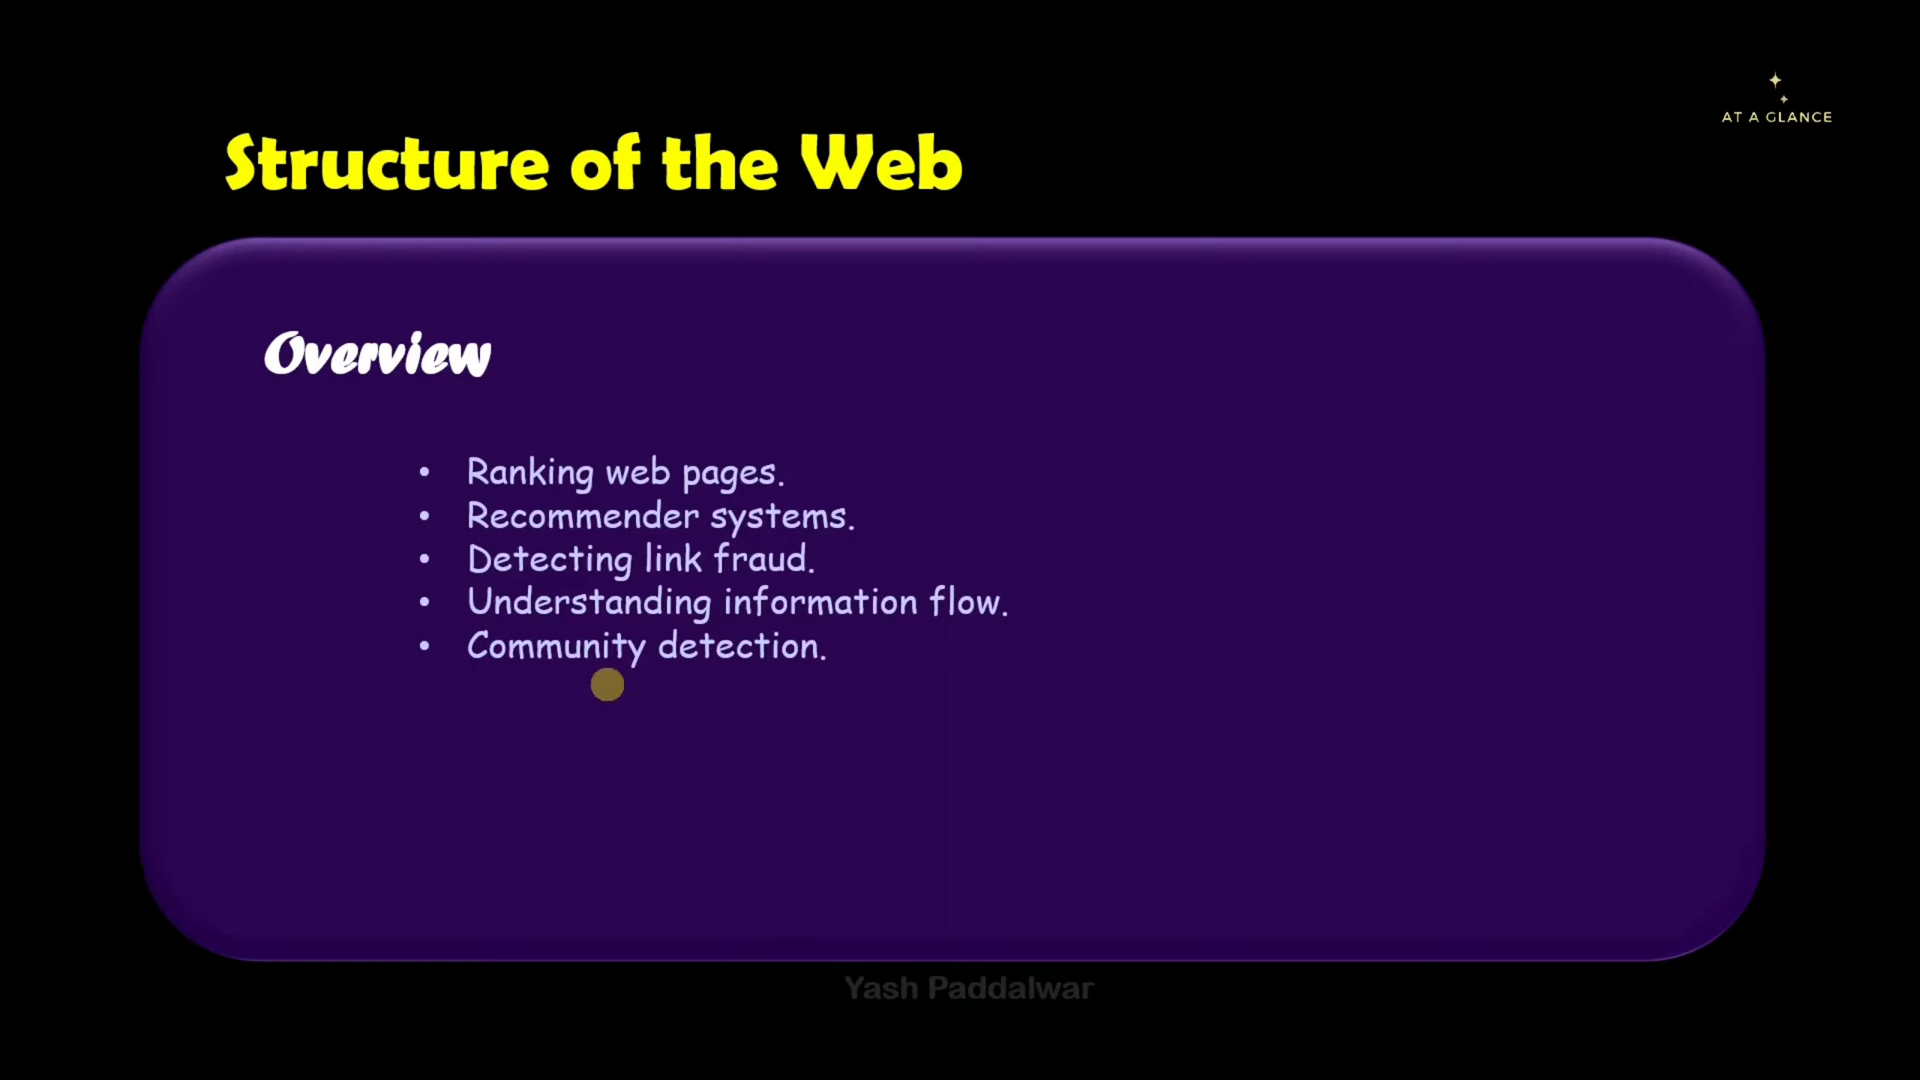 AT A GLANCE
Structure of the Web
Overview
• Ranking web pages.
• Recommender systems.
• Detecting link fraud.
• Understanding information flow.
• Community detection.
Yash Paddalwar